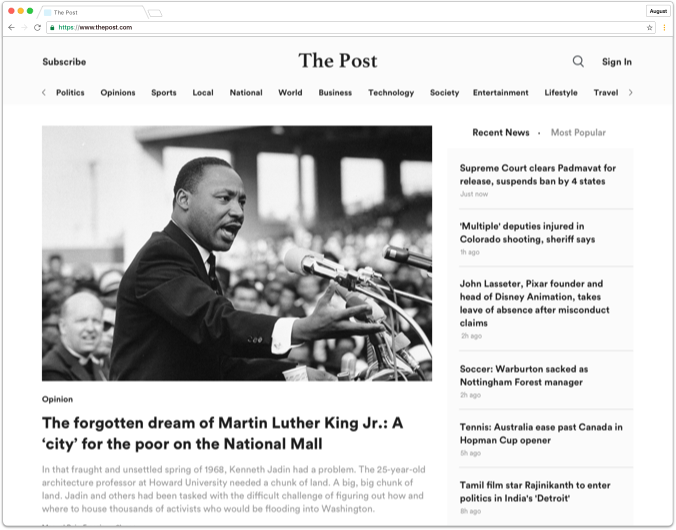 The Post
August
https://www.thepost.com
Subscribe
The Post
Sign In
Politics
Opinions
Sports
Local
National
World
Business
Technology
Society
Entertainment
Lifestyle
Travel
Recent News · Most Popular
Supreme Court clears Padmavat for
release, suspends ban by 4 states
Just now
'Multiple' deputies injured in
Colorado shooting, sheriff says
1h ago
John Lasseter, Pixar founder and
head of Disney Animation, takes
leave of absence after misconduct
claims
2h ago
Soccer: Warburton sacked as
Nottingham Forest manager
2h ago
Tennis: Australia ease past Canada in
Hopman Cup opener
5h ago
Tamil film star Rajinikanth to enter
politics in India's 'Detroit'
8h ago
Opinion
The forgotten dream of Martin Luther King Jr.: A
‘city’ for the poor on the National Mall
In that fraught and unsettled spring of 1968, Kenneth Jadin had a problem. The 25-year-old
architecture professor at Howard University needed a chunk of land. A big, big chunk of
land. Jadin and others had been tasked with the difficult challenge of figuring out how and
where to house thousands of activists who would be flooding into Washington.